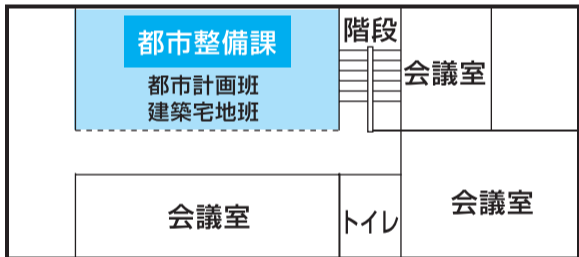 都市整備課
都市計画班
建築宅地班
階段
会議室
会議室
トイレ
会議室